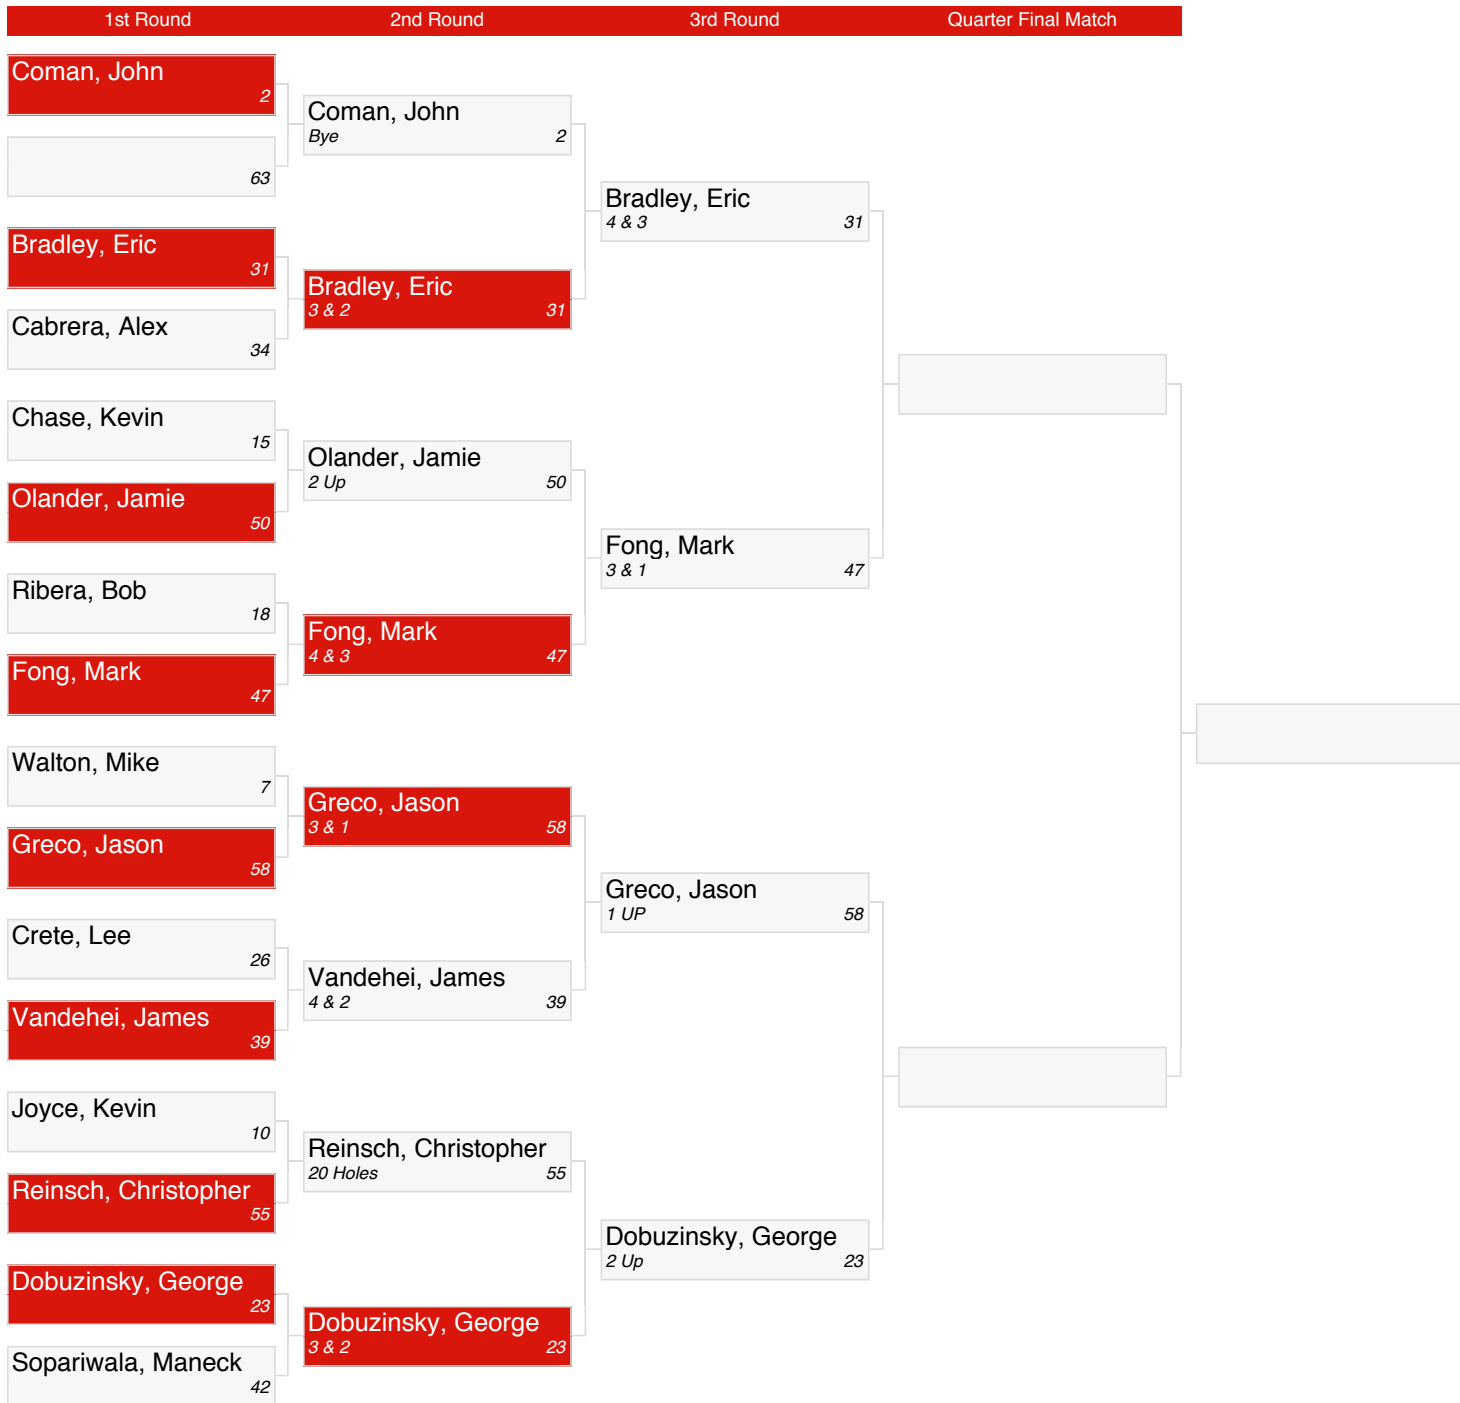 1st Round 2nd Round 3rd Round Quarter Final Match
Coman, John
2
63
Bradley, Eric
31
Cabrera, Alex
34
Chase, Kevin
15
Olander, Jamie
50
Ribera, Bob
18
Fong, Mark
47
Walton, Mike
7
Greco, Jason
58
Crete, Lee
26
Vandehei, James
39
Joyce, Kevin
10
Reinsch, Christopher
55
Dobuzinsky, George
23
Sopariwala, Maneck
42
Coman, John
Bye 2
Bradley, Eric
3 & 2 31
Olander, Jamie
2 Up 50
Fong, Mark
4 & 3 47
Greco, Jason
3 & 1 58
Vandehei, James
4 & 2 39
Reinsch, Christopher
20 Holes 55
Dobuzinsky, George
3 & 2 23
Bradley, Eric
4 & 3 31
Fong, Mark
3 & 1 47
Greco, Jason
1 UP 58
Dobuzinsky, George
2 Up 23